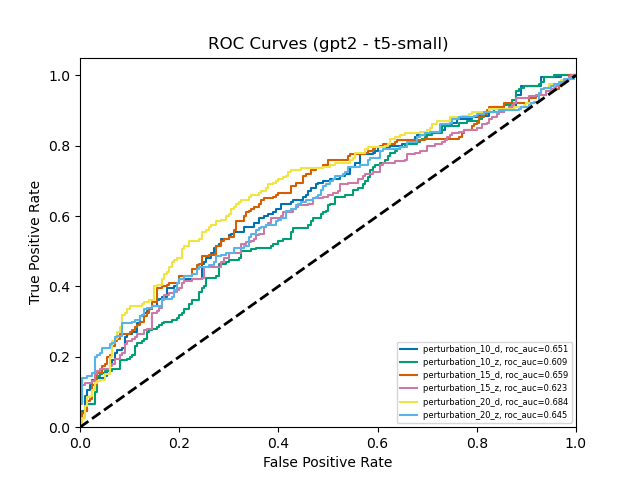 ROC Curves (gpt2 - t5-small)
True Positive Rate
1.0
0.8
0.6
0.4
0.2
0.0
perturbation_10_d, roc_auc=0.651
perturbation_10_z, roc_auc=0.609
perturbation_15_d, roc_auc=0.659
perturbation_15_z, roc_auc=0.623
perturbation_20_d, roc_auc=0.684
perturbation_20_z, roc_auc=0.645
0.0 0.2 0.4 0.6 0.8 1.0
False Positive Rate